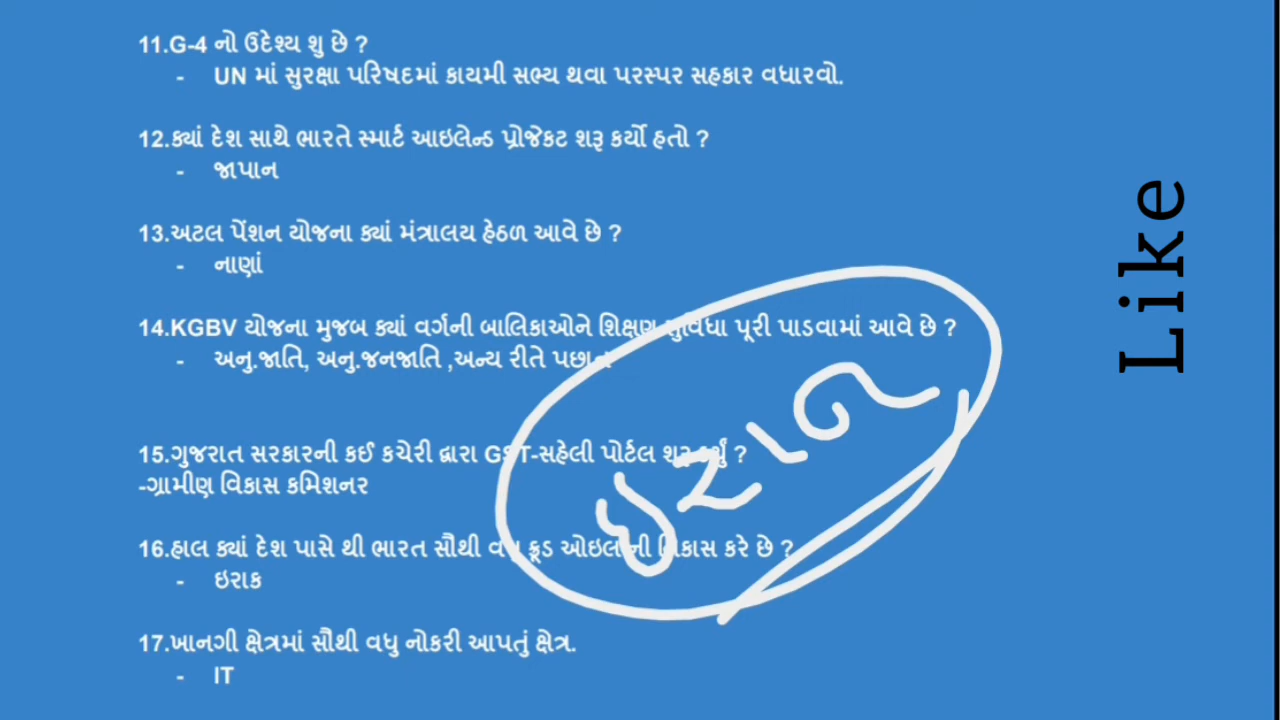 11.G-4 નો ઉદેશ્ય શુ છે ?
- UN માં સુરક્ષા પરિષદમાં કાયમી સભ્ય થવા પરસ્પર સહકાર વધારવો.
12.ક્યાં દેશ સાથે ભારતે સ્માર્ટ આઇલેન્ડ પ્રોજેકટ શરૂ કર્યો હતો ?
- જાપાન
13.અટલ પેંશન યોજના ક્યાં મંત્રાલય હેઠળ આવે છે ?
- નાણાં
14.KGBV યોજના મુજબ ક્યાં વર્ગની બાલિકાઓને શિક્ષણ સુવિધા પૂરી પાડવામાં આવે છે ?
- અનુ.જાતિ, અનુ.જનજાતિ ,અન્ય રીતે પછાત
15.ગુજરાત સરકારની કઈ કચેરી દ્વારા GST-સહેલી પોર્ટલ શરૂ કર્યું ?
-ગ્રામીણ વિકાસ કમિશનર
16.હાલ ક્યાં દેશ પાસે થી ભારત સૌથી વધુ ક્રૂડ ઓઇલની નિકાસ કરે છે ?
- ઇરાક
17.ખાનગી ક્ષેત્રમાં સૌથી વધુ નોકરી આપતું ક્ષેત્ર.
- IT
Like